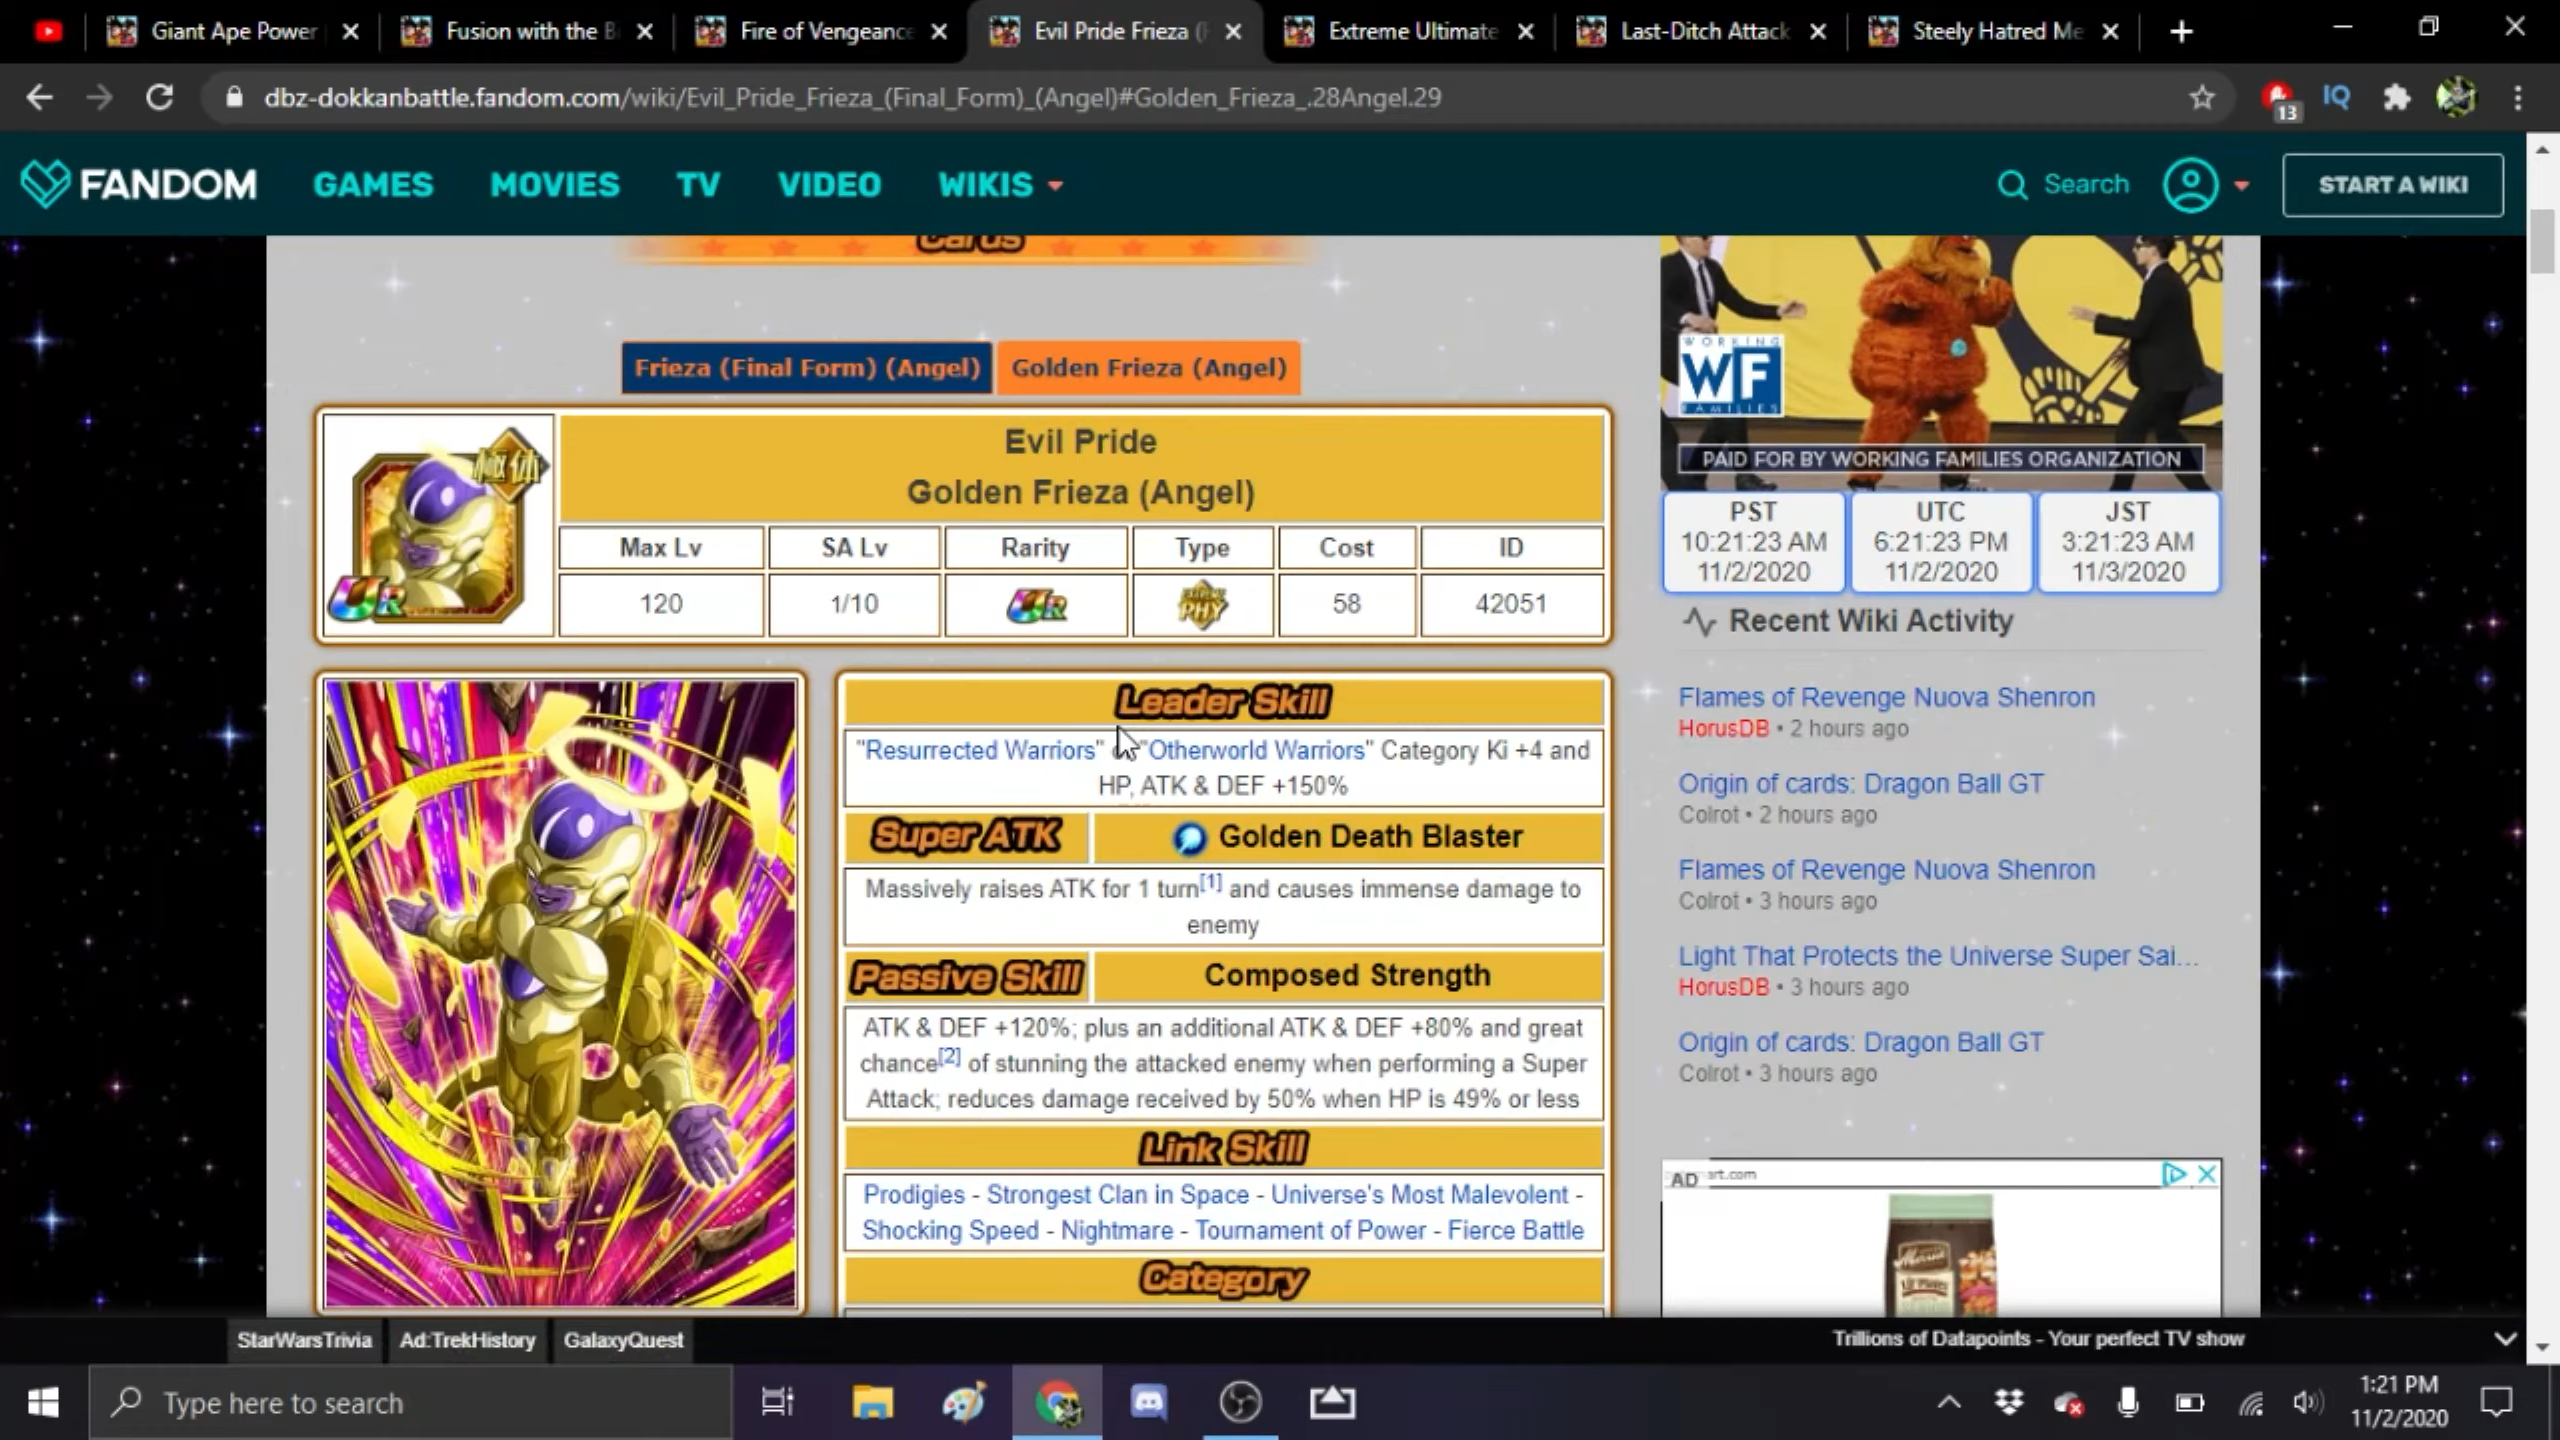 Giant Ape Power
Fusion with the B
Fire of Vengeance
Evil Pride Frieza (
Extreme Ultimate
Last-Ditch Attack
Steely Hatred Me
dbz-dokkanbattle.fandom.com/wiki/Evil_Pride_Frieza_(Final_Form)_(Angel)#Golden_Frieza_.28Angel.29
13
IQ
FANDOM
GAMES
MOVIES
TV
VIDEO
WIKIS
Search
START A WIKI
Cards
Frieza (Final Form) (Angel)
Golden Frieza (Angel)
Evil Pride
Golden Frieza (Angel)
Max Lv
SA Lv
Rarity
Type
Cost
ID
UR
120
1/10
UR
EXTREME
PHY
58
42051
Leader Skill
"Resurrected Warriors" "Otherworld Warriors" Category Ki +4 and
HP, ATK & DEF +150%
Super ATK
Golden Death Blaster
Massively raises ATK for 1 turn[1] and causes immense damage to
enemy
Passive Skill
Composed Strength
ATK & DEF +120%; plus an additional ATK & DEF +80% and great
chance[2] of stunning the attacked enemy when performing a Super
Attack; reduces damage received by 50% when HP is 49% or less
Link Skill
Prodigies - Strongest Clan in Space - Universe's Most Malevolent -
Shocking Speed - Nightmare - Tournament of Power - Fierce Battle
Category
WORKING
WF
FAMILIES
PAID FOR BY WORKING FAMILIES ORGANIZATION
PST
10:21:23 AM
11/2/2020
UTC
6:21:23 PM
11/2/2020
JST
3:21:23 AM
11/3/2020
Recent Wiki Activity
Flames of Revenge Nuova Shenron
HorusDB • 2 hours ago
Origin of cards: Dragon Ball GT
Colrot • 2 hours ago
Flames of Revenge Nuova Shenron
Colrot • 3 hours ago
Light That Protects the Universe Super Sai...
HorusDB • 3 hours ago
Origin of cards: Dragon Ball GT
Colrot • 3 hours ago
AD
StarWarsTrivia
Ad:TrekHistory
GalaxyQuest
Trillions of Datapoints - Your perfect TV show
Type here to search
1:21 PM
11/2/2020